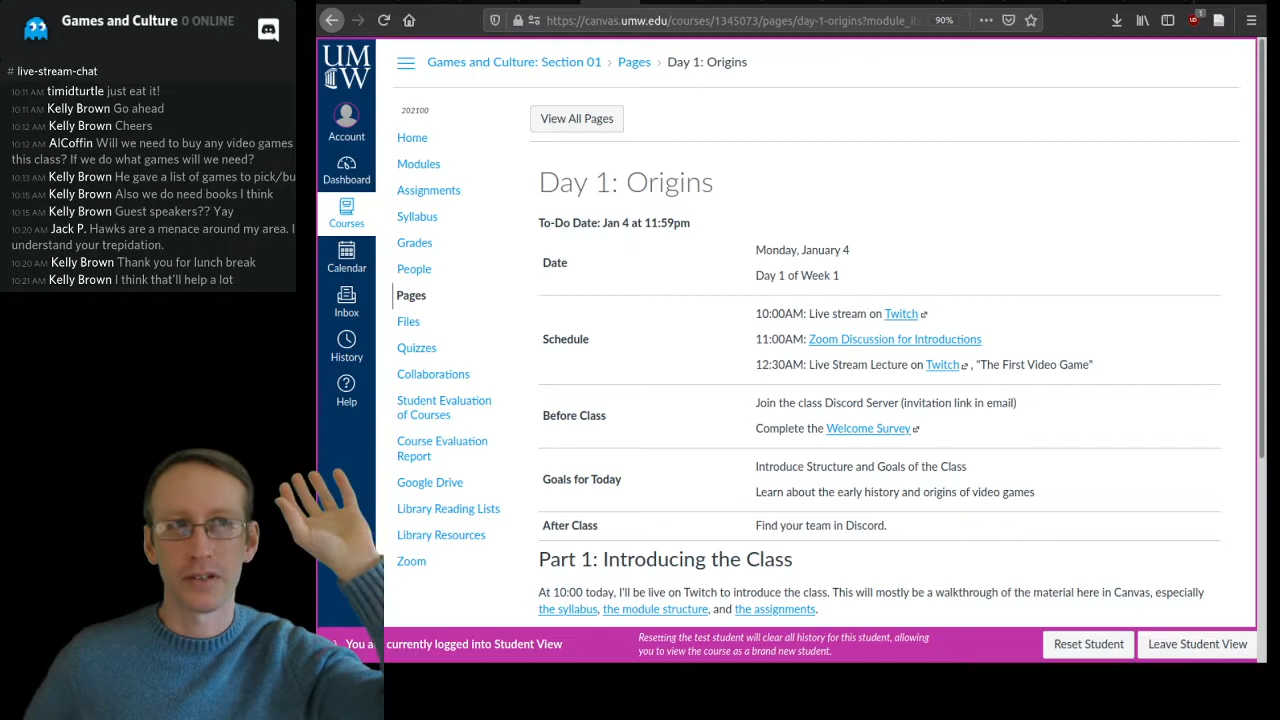 Games and Culture 0 ONLINE
# live-stream-chat
10:11 AM timidturtle just eat it!
10:11 AM Kelly Brown Go ahead
10:12 AM Kelly Brown Cheers
10:12 AM AlCoffin Will we need to buy any video games
this class? If we do what games will we need?
10:13 AM Kelly Brown He gave a list of games to pick/bu
10:15 AM Kelly Brown Also we do need books I think
10:15 AM Kelly Brown Guest speakers?? Yay
10:20 AM Jack P. Hawks are a menace around my area. I
understand your trepidation.
10:20 AM Kelly Brown Thank you for lunch break
10:21 AM Kelly Brown I think that'll help a lot
https://canvas.umw.edu/courses/1345073/pages/day-1-origins?module_it
90%
UMW
Account
Dashboard
Courses
Calendar
Inbox
History
Help
Games and Culture: Section 01 > Pages > Day 1: Origins
202100
Home
Modules
Assignments
Syllabus
Grades
People
Pages
Files
Quizzes
Collaborations
Student Evaluation
of Courses
Course Evaluation
Report
Google Drive
Library Reading Lists
Library Resources
Zoom
View All Pages
Day 1: Origins
To-Do Date: Jan 4 at 11:59pm
Date
Monday, January 4
Day 1 of Week 1
Schedule
10:00AM: Live stream on Twitch
11:00AM: Zoom Discussion for Introductions
12:30AM: Live Stream Lecture on Twitch , "The First Video Game"
Before Class
Join the class Discord Server (invitation link in email)
Complete the Welcome Survey
Goals for Today
Introduce Structure and Goals of the Class
Learn about the early history and origins of video games
After Class
Find your team in Discord.
Part 1: Introducing the Class
At 10:00 today, I'll be live on Twitch to introduce the class. This will mostly be a walkthrough of the material here in Canvas, especially
the syllabus, the module structure, and the assignments.
You are currently logged into Student View
Resetting the test student will clear all history for this student, allowing
you to view the course as a brand new student.
Reset Student
Leave Student View